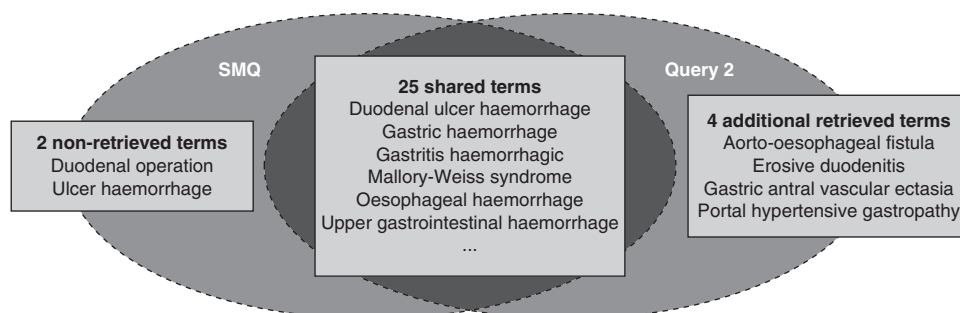 SMQ
Query 2
2 non-retrieved terms
Duodenal operation
Ulcer haemorrhage
25 shared terms
Duodenal ulcer haemorrhage
Gastric haemorrhage
Gastritis haemorrhagic
Mallory-Weiss syndrome
Oesophageal haemorrhage
Upper gastrointestinal haemorrhage
...
4 additional retrieved terms
Aorto-oesophageal fistula
Erosive duodenitis
Gastric antral vascular ectasia
Portal hypertensive gastropathy